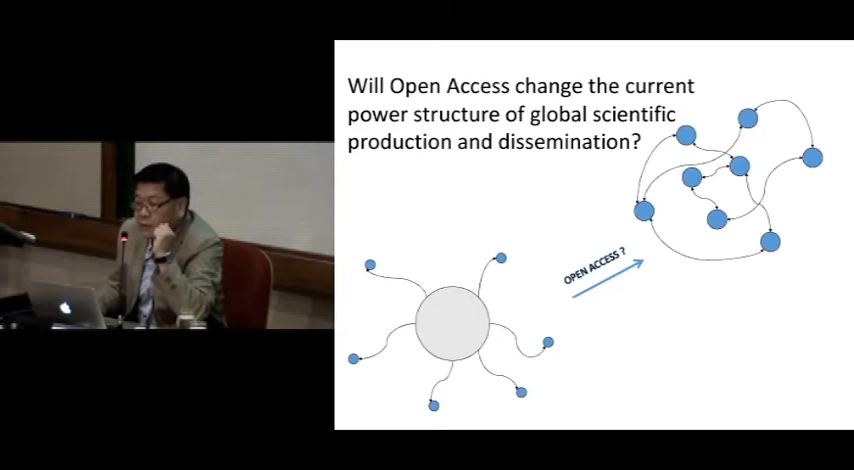 Will Open Access change the current
power structure of global scientific
production and dissemination?
OPEN ACCESS ?